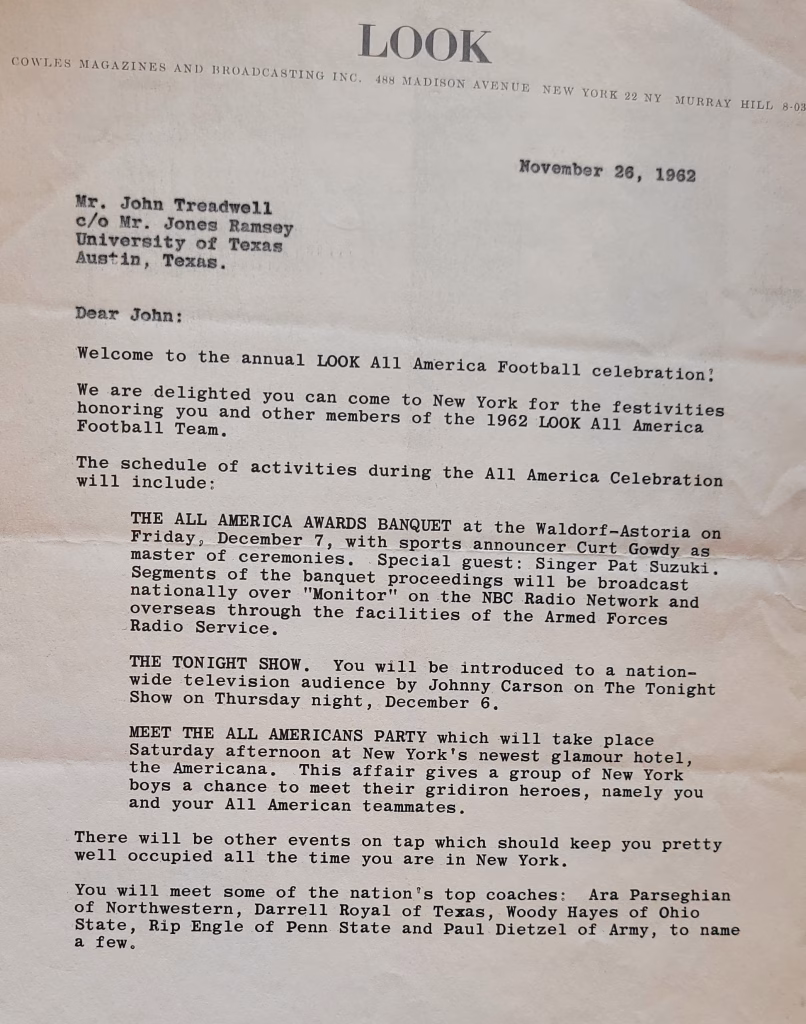 LOOK
COWLES MAGAZINES AND BROADCASTING INC. 488 MADISON AVENUE NEW YORK 22 NY MURRAY HILL 8-03
November 26, 1962
Mr. John Treadwell
c/o Mr. Jones Ramsey
University of Texas
Austin, Texas.
Dear John:
Welcome to the annual LOOK All America Football celebration!
We are delighted you can come to New York for the festivities
honoring you and other members of the 1962 LOOK All America
Football Team.
The schedule of activities during the All America Celebration
will include:
THE ALL AMERICA AWARDS BANQUET at the Waldorf-Astoria on
Friday, December 7, with sports announcer Curt Gowdy as
master of ceremonies. Special guest: Singer Pat Suzuki.
Segments of the banquet proceedings will be broadcast
nationally over "Monitor" on the NBC Radio Network and
overseas through the facilities of the Armed Forces
Radio Service.
THE TONIGHT SHOW. You will be introduced to a nation-
wide television audience by Johnny Carson on The Tonight
Show on Thursday night, December 6.
MEET THE ALL AMERICANS PARTY which will take place
Saturday afternoon at New York's newest glamour hotel,
the Americana. This affair gives a group of New York
boys a chance to meet their gridiron heroes, namely you
and your All American teammates.
There will be other events on tap which should keep you pretty
well occupied all the time you are in New York.
You will meet some of the nation's top coaches: Ara Parseghian
of Northwestern, Darrell Royal of Texas, Woody Hayes of Ohio
State, Rip Engle of Penn State and Paul Dietzel of Army, to name
a few.